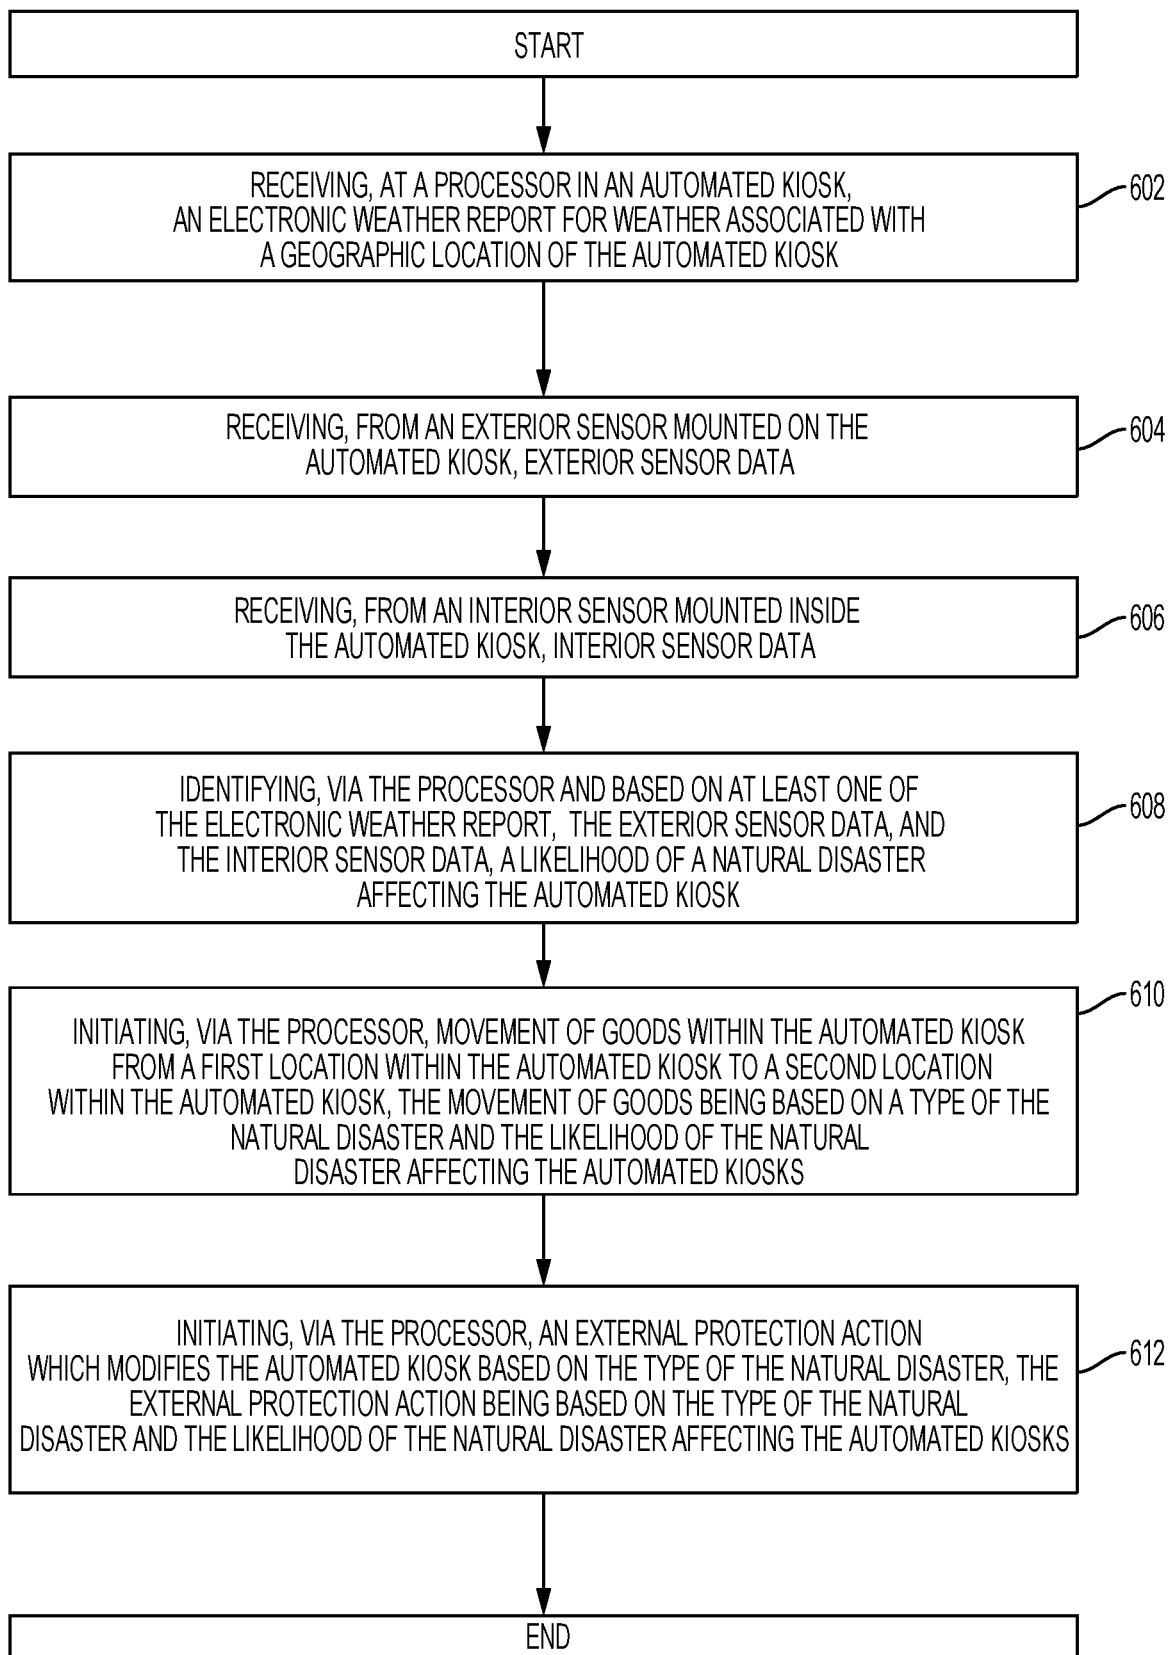 START
RECEIVING, AT A PROCESSOR IN AN AUTOMATED KIOSK,
AN ELECTRONIC WEATHER REPORT FOR WEATHER ASSOCIATED WITH
A GEOGRAPHIC LOCATION OF THE AUTOMATED KIOSK
602
RECEIVING, FROM AN EXTERIOR SENSOR MOUNTED ON THE
AUTOMATED KIOSK, EXTERIOR SENSOR DATA
604
RECEIVING, FROM AN INTERIOR SENSOR MOUNTED INSIDE
THE AUTOMATED KIOSK, INTERIOR SENSOR DATA
606
IDENTIFYING, VIA THE PROCESSOR AND BASED ON AT LEAST ONE OF
THE ELECTRONIC WEATHER REPORT, THE EXTERIOR SENSOR DATA, AND
THE INTERIOR SENSOR DATA, A LIKELIHOOD OF A NATURAL DISASTER
AFFECTING THE AUTOMATED KIOSK
608
INITIATING, VIA THE PROCESSOR, MOVEMENT OF GOODS WITHIN THE AUTOMATED KIOSK
FROM A FIRST LOCATION WITHIN THE AUTOMATED KIOSK TO A SECOND LOCATION
WITHIN THE AUTOMATED KIOSK, THE MOVEMENT OF GOODS BEING BASED ON A TYPE OF THE
NATURAL DISASTER AND THE LIKELIHOOD OF THE NATURAL
DISASTER AFFECTING THE AUTOMATED KIOSKS
610
INITIATING, VIA THE PROCESSOR, AN EXTERNAL PROTECTION ACTION
WHICH MODIFIES THE AUTOMATED KIOSK BASED ON THE TYPE OF THE NATURAL DISASTER, THE
EXTERNAL PROTECTION ACTION BEING BASED ON THE TYPE OF THE NATURAL
DISASTER AND THE LIKELIHOOD OF THE NATURAL DISASTER AFFECTING THE AUTOMATED KIOSKS
612
END